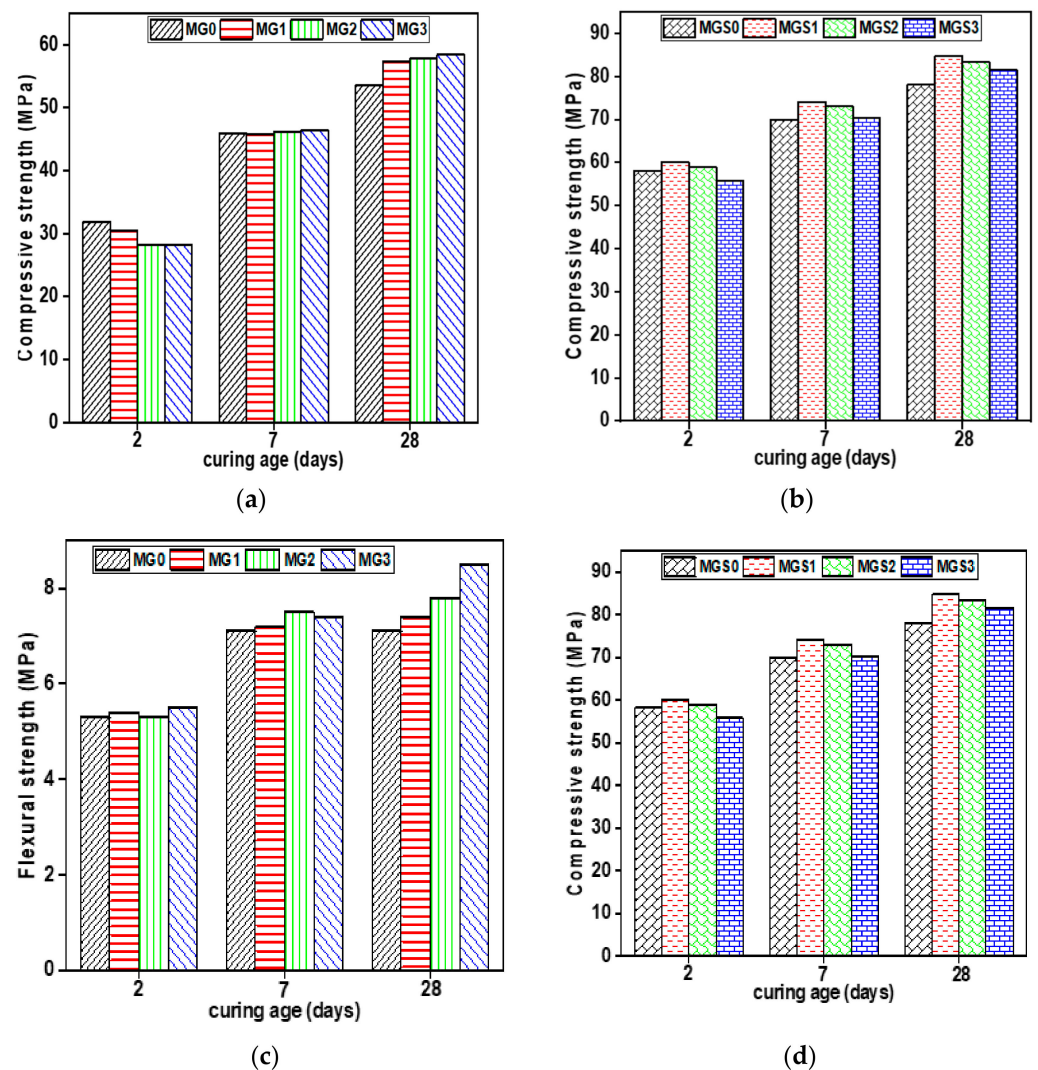 MG0 MG1 MG2 MG3
Compressive strength (MPa)
60
50
40
30
20
10
0
2 7 28
curing age (days)
(a)
MGS0 MGS1 MGS2 MGS3
Compressive strength (MPa)
90
80
70
60
50
40
30
20
10
0
2 7 28
curing age (days)
(b)
MG0 MG1 MG2 MG3
Flexural strength (MPa)
8
6
4
2
0
2 7 28
curing age (days)
(c)
MGS0 MGS1 MGS2 MGS3
Compressive strength (MPa)
90
80
70
60
50
40
30
20
10
0
2 7 28
curing age (days)
(d)